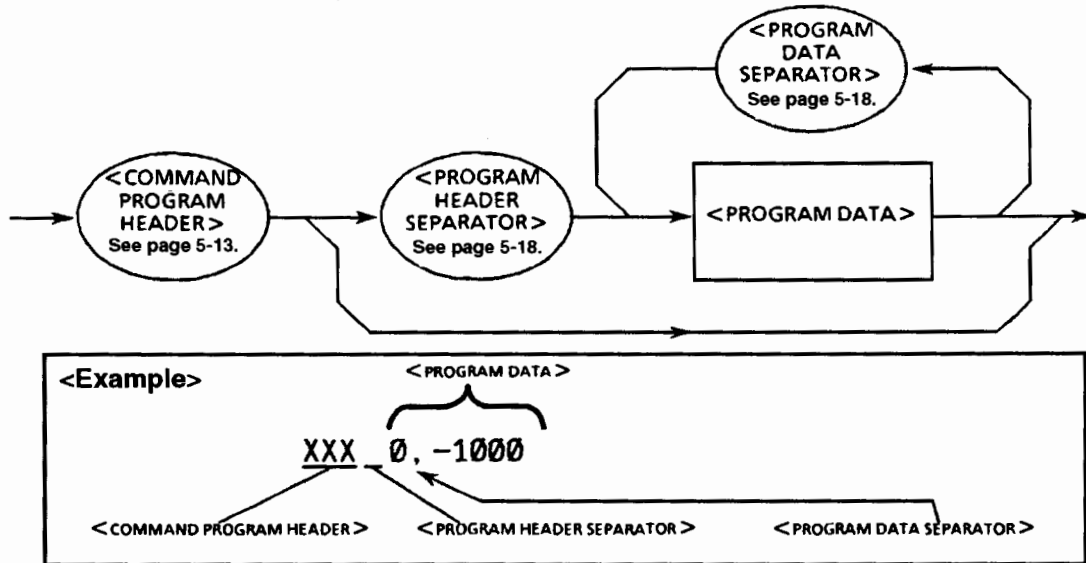 <PROGRAM
DATA
SEPARATOR>
See page 5-18.
<COMMAND
PROGRAM
HEADER>
See page 5-13.
<PROGRAM
HEADER
SEPARATOR>
See page 5-18.
<PROGRAM DATA>
<Example>
<PROGRAM DATA>
XXX _ 0, -1000
<COMMAND PROGRAM HEADER>
<PROGRAM HEADER SEPARATOR>
<PROGRAM DATA SEPARATOR>